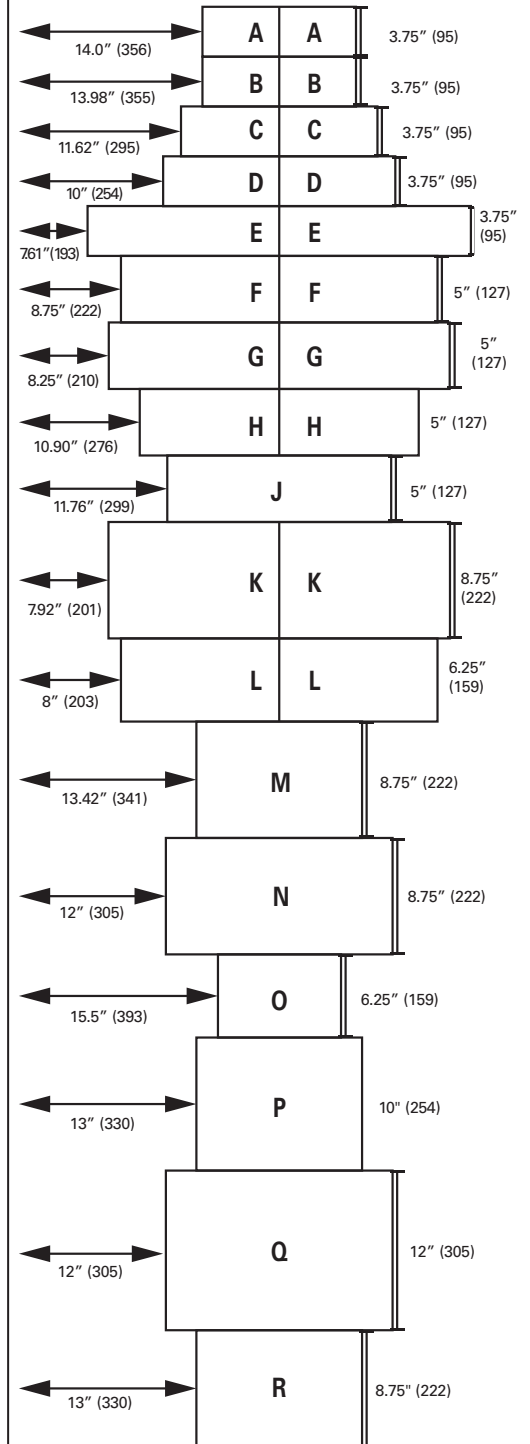 A A 3.75″ (95)
14.0″ (356)
B B 3.75″ (95)
13.98″ (355)
C C 3.75″ (95)
11.62″ (295)
D D 3.75″ (95)
10″ (254)
E E 3.75″
(95)
7.61″(193)
F F 5″ (127)
8.75″ (222)
G G 5″
(127)
8.25″ (210)
H H 5″ (127)
10.90″ (276)
J 5″ (127)
11.76″ (299)
K K 8.75″
(222)
7.92″ (201)
L L 6.25″
(159)
8″ (203)
M 8.75″ (222)
13.42″ (341)
N 8.75″ (222)
12″ (305)
O 6.25″ (159)
15.5″ (393)
P 10" (254)
13″ (330)
Q 12″ (305)
12″ (305)
R 8.75" (222)
13″ (330)